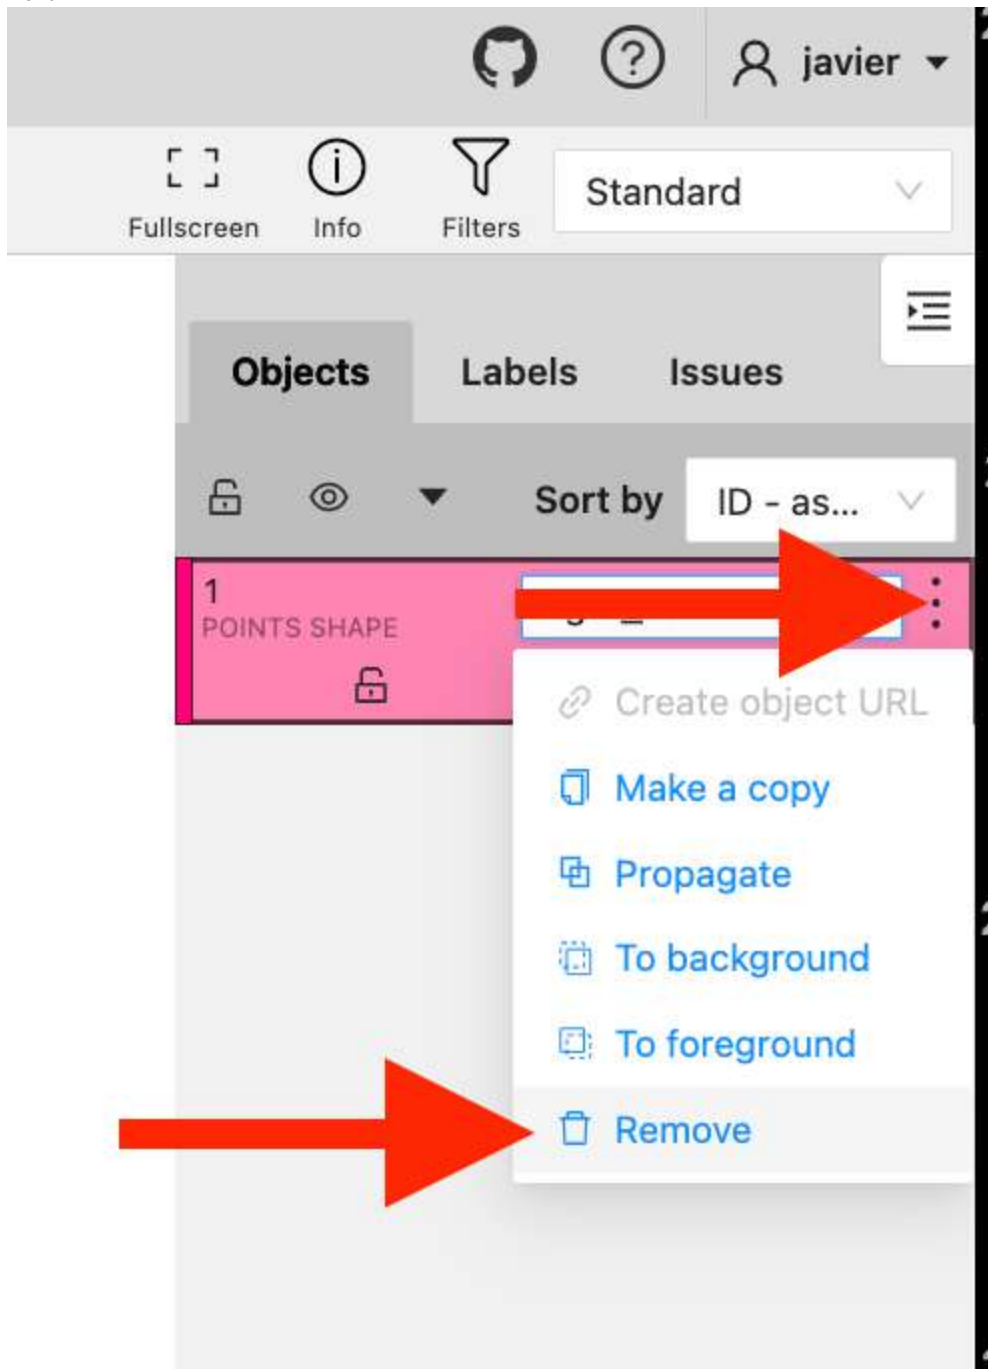 javier
Fullscreen Info Filters Standard
Objects Labels Issues
Sort by ID - as...
1
POINTS SHAPE
Create object URL
Make a copy
Propagate
To background
To foreground
Remove